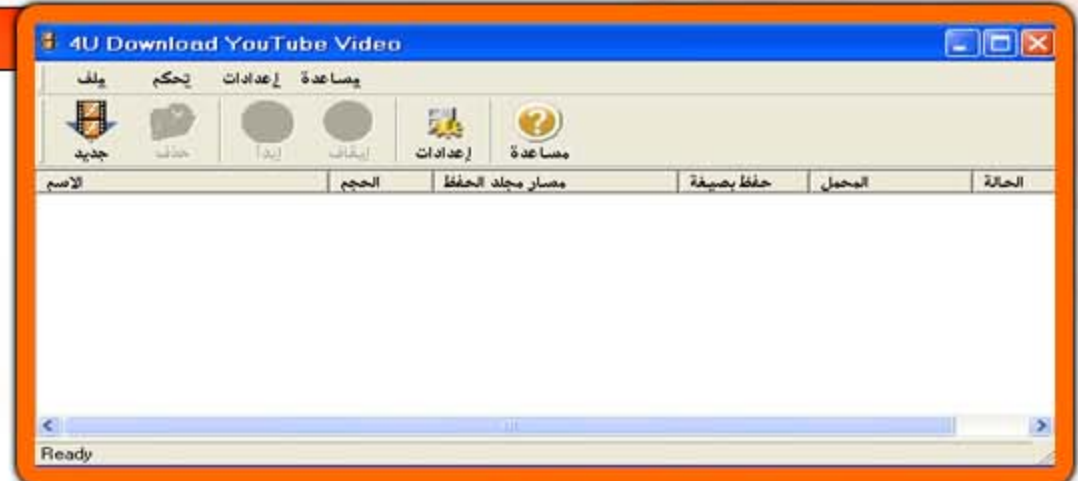 4U Download YouTube Video
ملف تحكم إعدادات مساعدة
جديد حذف إبدأ إيقاف إعدادات مساعدة
الاسم الحجم مسار مجلد الحفظ حفظ بصيغة المحمل الحالة
Ready